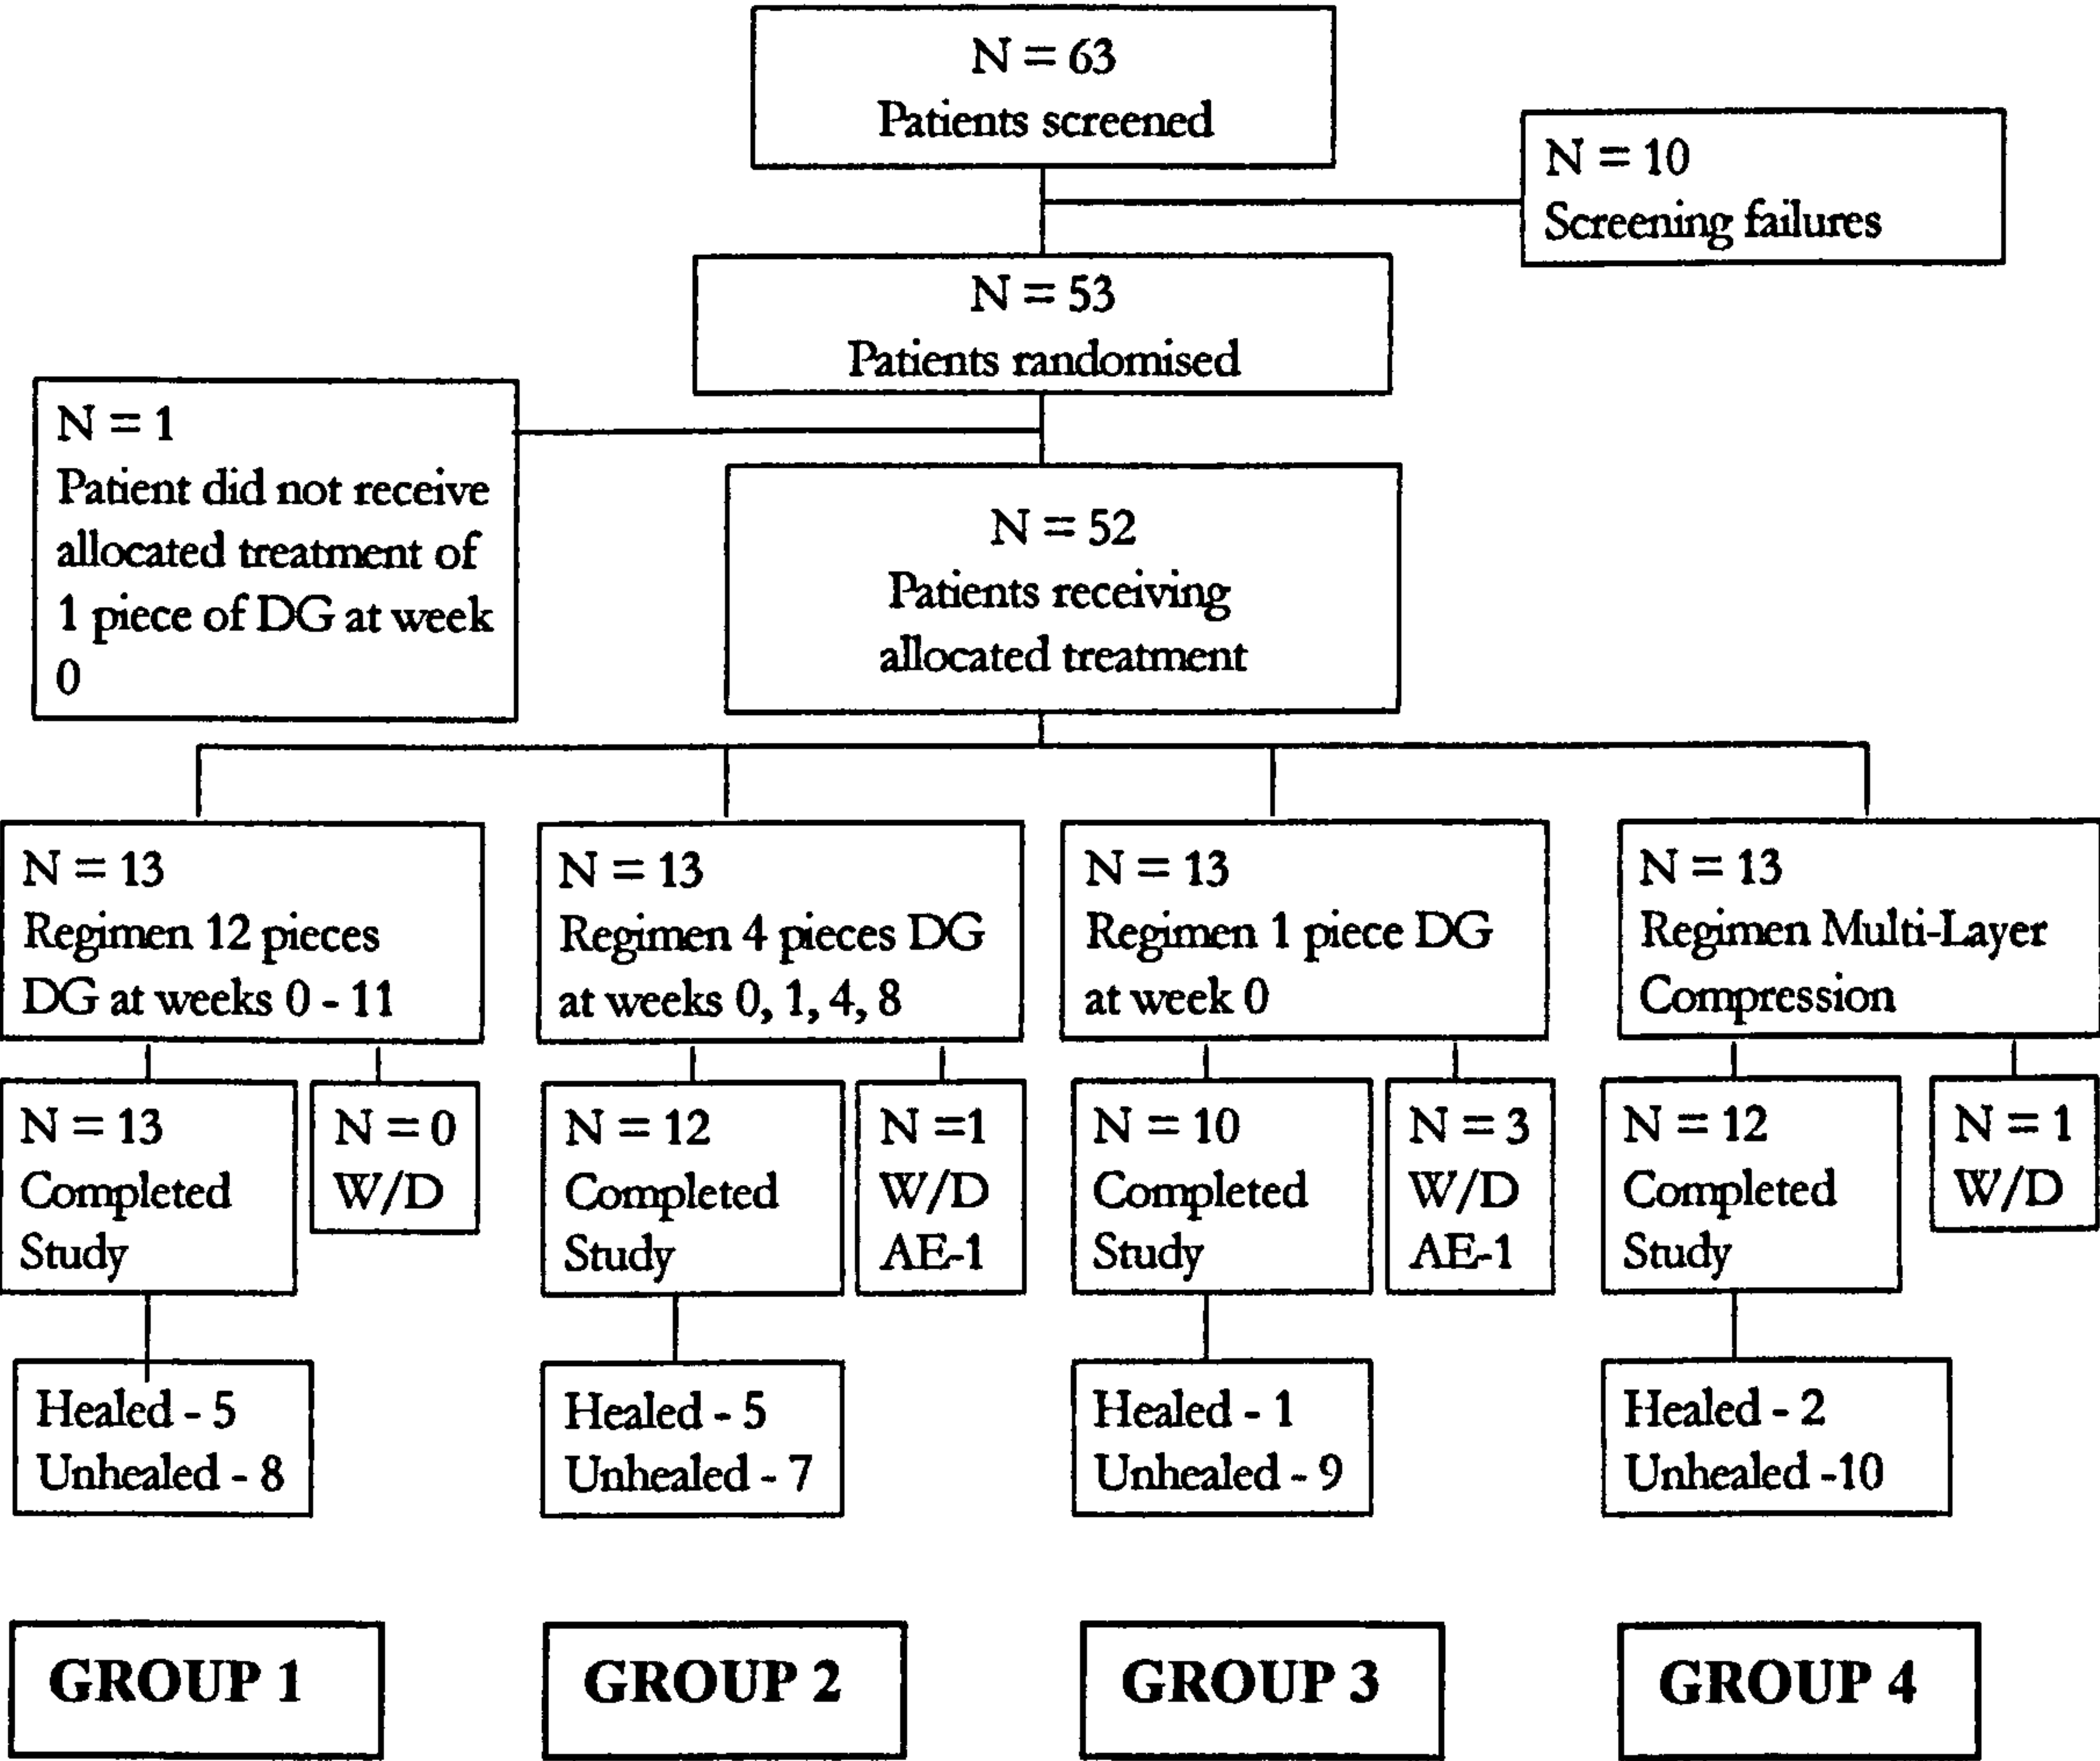 N = 63
Patients screened
N = 10
Screening failures
N = 53
Patients randomised
N = 1
Patient did not receive
allocated treatment of
1 piece of DG at week
0
N = 52
Patients receiving
allocated treatment
N = 13
Regimen 12 pieces
DG at weeks 0 - 11
N = 13
Regimen 4 pieces DG
at weeks 0, 1, 4, 8
N = 13
Regimen 1 piece DG
at week 0
N = 13
Regimen Multi-Layer
Compression
N = 13
Completed
Study
N = 0
W/D
N = 12
Completed
Study
N =1
W/D
AE-1
N = 10
Completed
Study
N = 3
W/D
AE-1
N = 12
Completed
Study
N = 1
W/D
Healed - 5
Unhealed - 8
Healed - 5
Unhealed - 7
Healed - 1
Unhealed - 9
Healed - 2
Unhealed -10
GROUP 1
GROUP 2
GROUP 3
GROUP 4